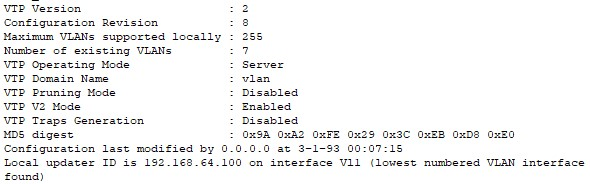 VTP Version                     : 2
Configuration Revision          : 8
Maximum VLANs supported locally : 255
Number of existing VLANs        : 7
VTP Operating Mode              : Server
VTP Domain Name                 : vlan
VTP Pruning Mode                : Disabled
VTP V2 Mode                     : Enabled
VTP Traps Generation            : Disabled
MD5 digest                      : 0x9A 0xA2 0xFE 0x29 0x3C 0xEB 0xD8 0xE0
Configuration last modified by 0.0.0.0 at 3-1-93 00:07:15
Local updater ID is 192.168.64.100 on interface Vl1 (lowest numbered VLAN interface
found)